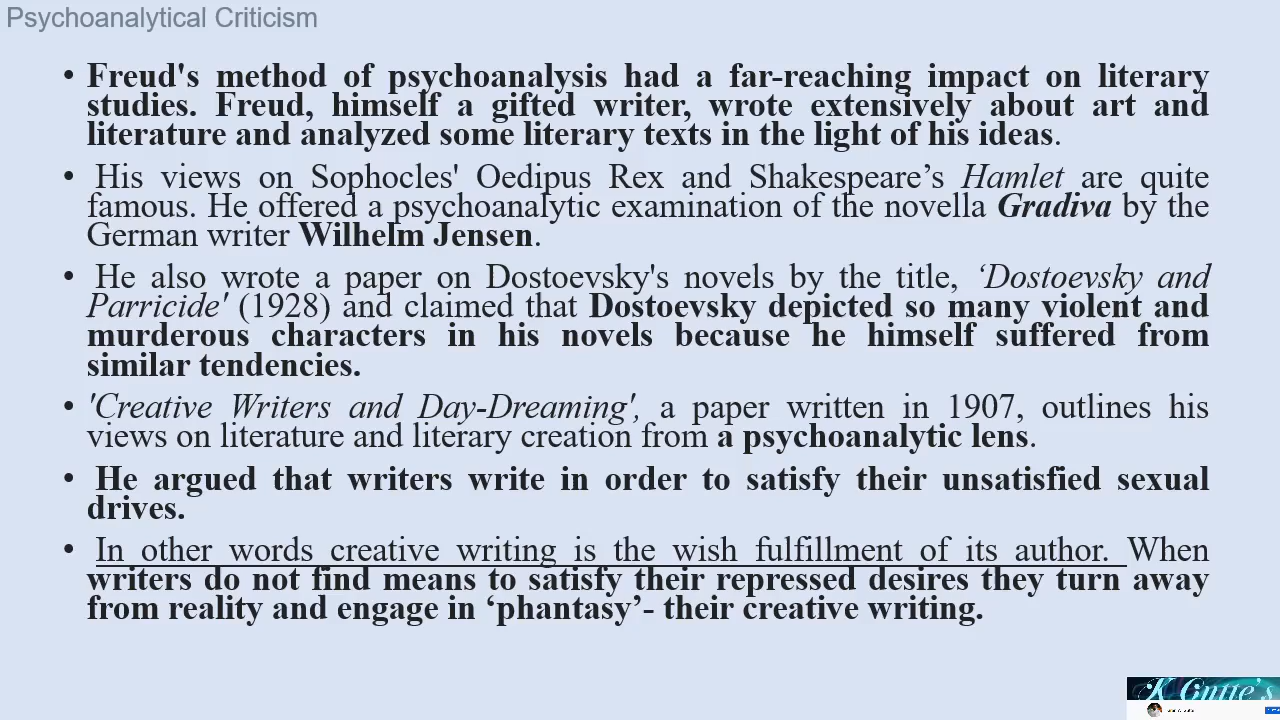 Psychoanalytical Criticism
• Freud's method of psychoanalysis had a far-reaching impact on literary
studies. Freud, himself a gifted writer, wrote extensively about art and
literature and analyzed some literary texts in the light of his ideas.
• His views on Sophocles' Oedipus Rex and Shakespeare’s Hamlet are quite
famous. He offered a psychoanalytic examination of the novella Gradiva by the
German writer Wilhelm Jensen.
• He also wrote a paper on Dostoevsky's novels by the title, ‘Dostoevsky and
Parricide' (1928) and claimed that Dostoevsky depicted so many violent and
murderous characters in his novels because he himself suffered from
similar tendencies.
• 'Creative Writers and Day-Dreaming', a paper written in 1907, outlines his
views on literature and literary creation from a psychoanalytic lens.
• He argued that writers write in order to satisfy their unsatisfied sexual
drives.
• In other words creative writing is the wish fulfillment of its author. When
writers do not find means to satisfy their repressed desires they turn away
from reality and engage in ‘phantasy’- their creative writing.